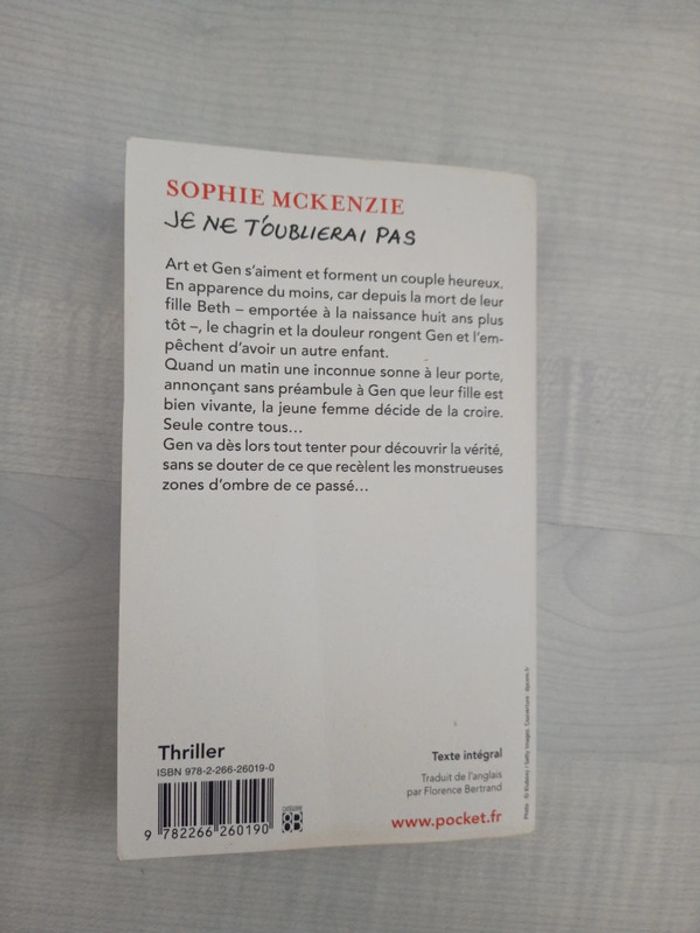 SOPHIE MCKENZIE
JE NE T'OUBLIERAI PAS
Art et Gen s'aiment et forment un couple heureux.
En apparence du moins, car depuis la mort de leur
fille Beth – emportée à la naissance huit ans plus
tôt –, le chagrin et la douleur rongent Gen et l'em-
pêchent d'avoir un autre enfant.
Quand un matin une inconnue sonne à leur porte,
annonçant sans préambule à Gen que leur fille est
bien vivante, la jeune femme décide de la croire.
Seule contre tous…
Gen va dès lors tout tenter pour découvrir la vérité,
sans se douter de ce que recèlent les monstrueuses
zones d'ombre de ce passé…
Thriller
ISBN 978-2-266-26019-0
9 782266 260190
Texte intégral
Traduit de l'anglais
par Florence Bertrand
www.pocket.fr